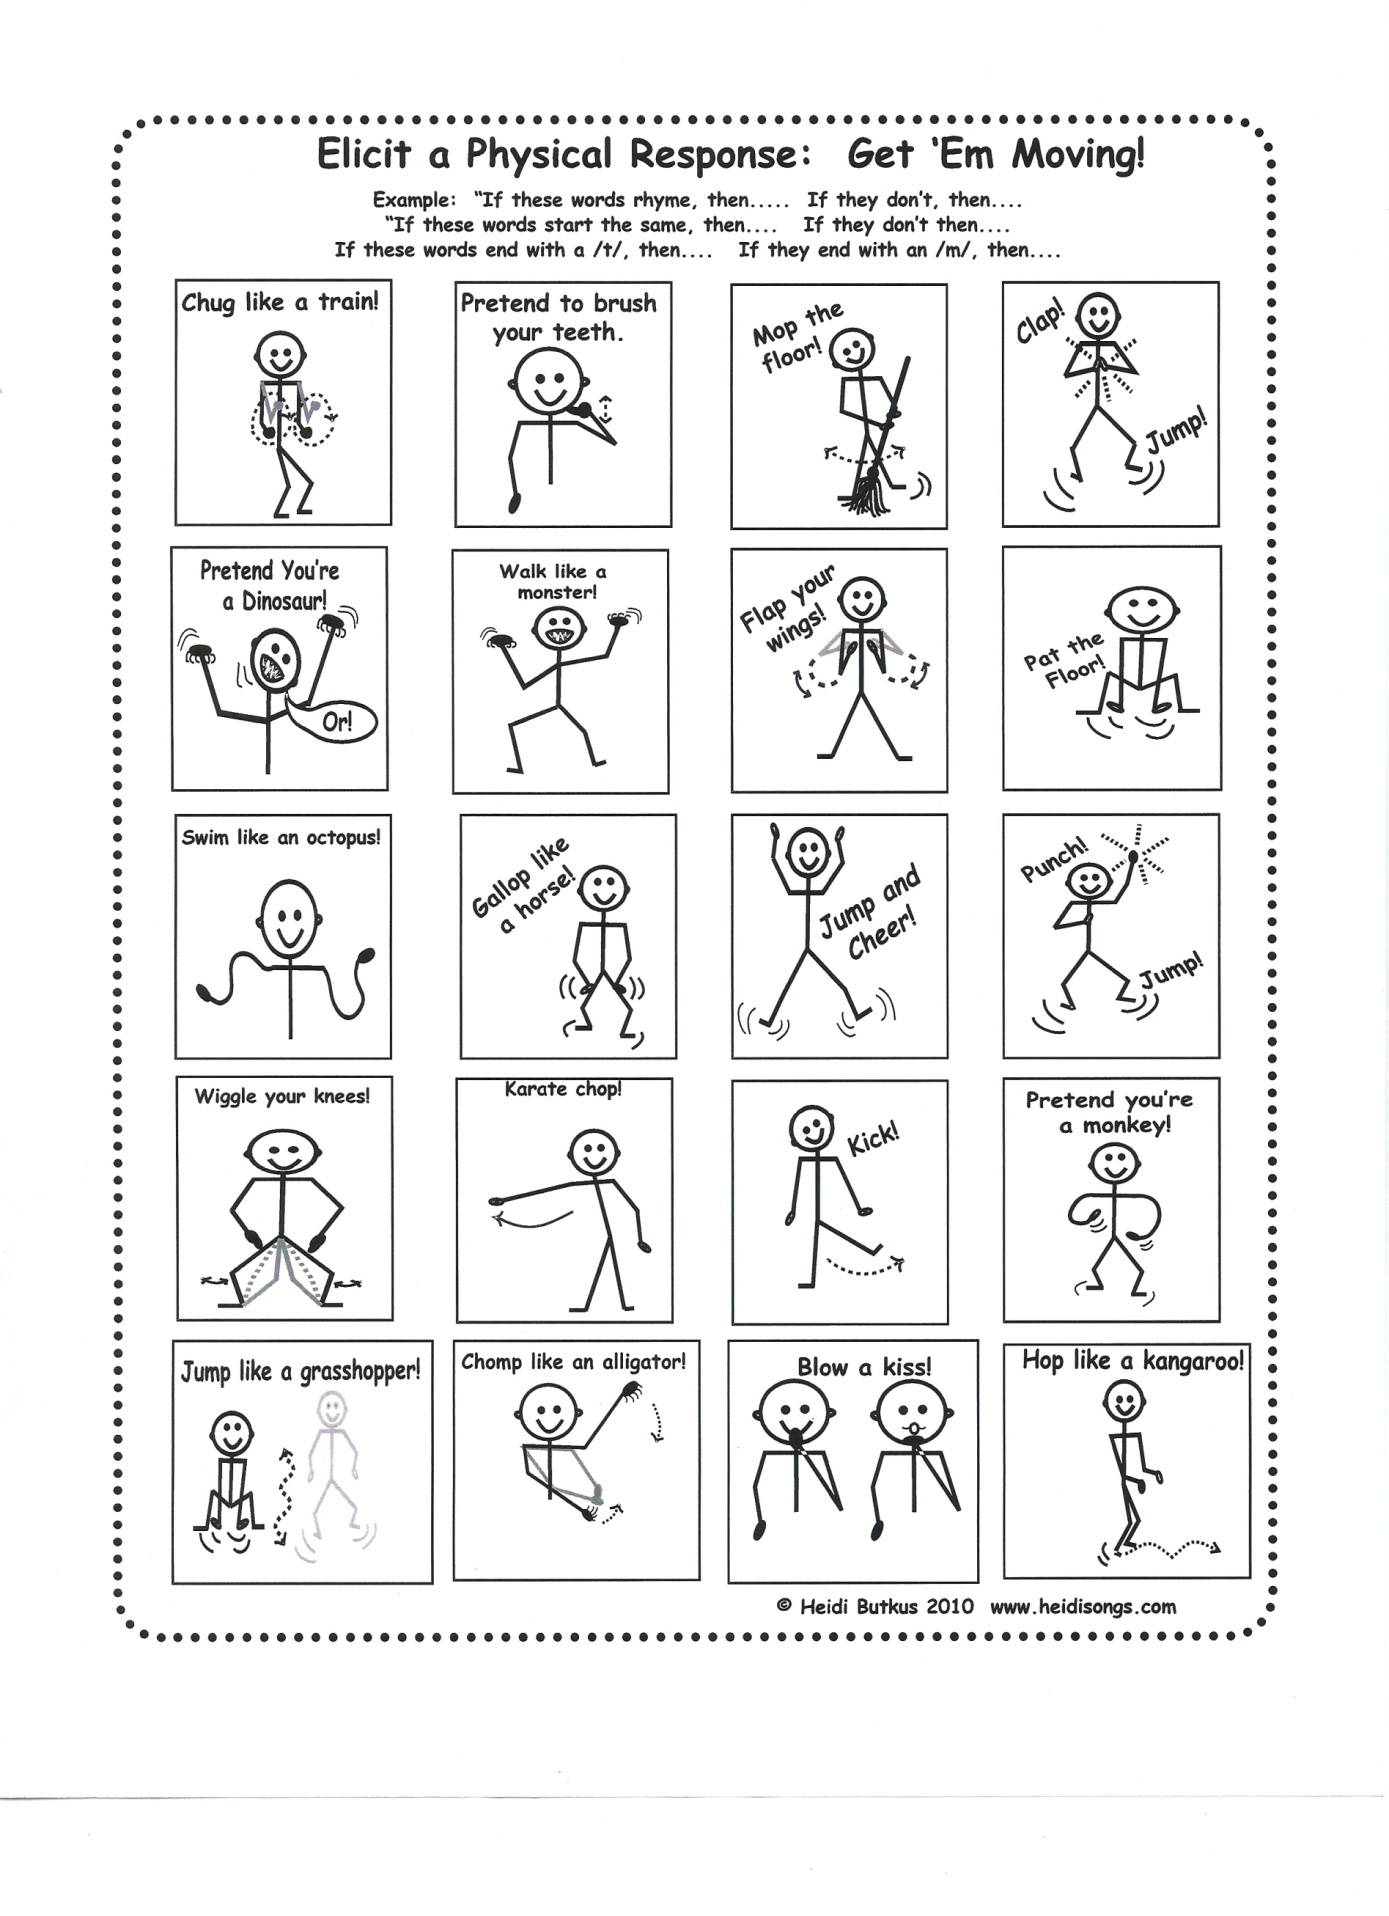 Elicit a Physical Response:  Get 'Em Moving!
Example:  "If these words rhyme, then.....  If they don't, then....
"If these words start the same, then....  If they don't then....
If these words end with a /t/, then....  If they end with an /m/, then....
Chug like a train!
Pretend to brush
your teeth.
Mop the
floor!
Clap!
Jump!
Pretend You're
a Dinosaur!
Or!
Walk like a
monster!
Flap your
wings!
Pat the
Floor!
Swim like an octopus!
Gallop like
a horse!
Jump and
Cheer!
Punch!
Jump!
Wiggle your knees!
Karate chop!
Kick!
Pretend you're
a monkey!
Jump like a grasshopper!
Chomp like an alligator!
Blow a kiss!
Hop like a kangaroo!
© Heidi Butkus 2010  www.heidisongs.com